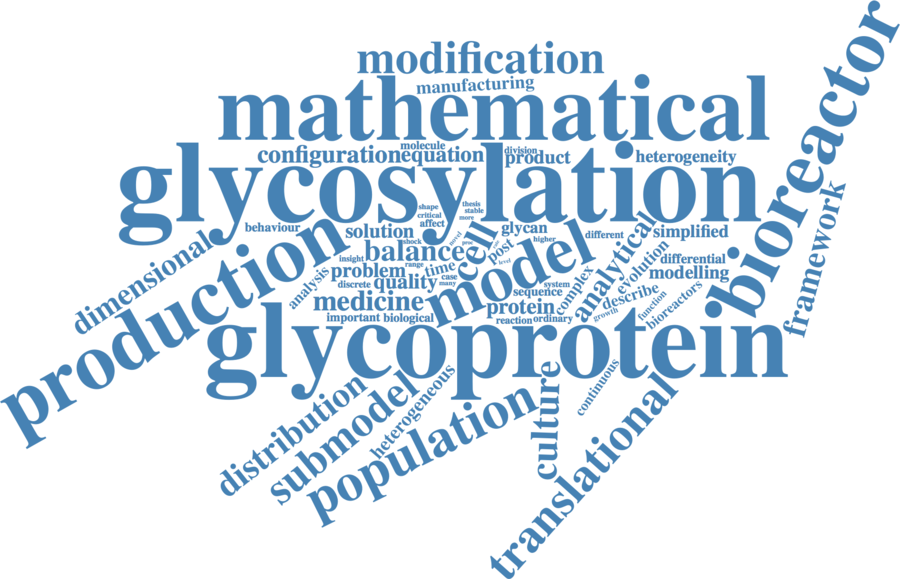 modification
manufacturing
mathematical
bioreactor
molecule
configuration
equation
division
product
heterogeneity
glycosylation
framework
shape
thesis
stable
critical
more
affect
behaviour
solution
glycan
different
simplified
dimensional
production
shock
novel
proc
higher
balance
cell
post
model
analytical
evolution
differential
insight
range
level
problem
time
modelling
analysis
discrete
quality
case
many
system
sequence
complex
describe
function
medicine
protein
growth
bioreactors
important
biological
reaction
ordinary
glycoprotein
distribution
submodel
heterogeneous
population
culture
continuous
translational